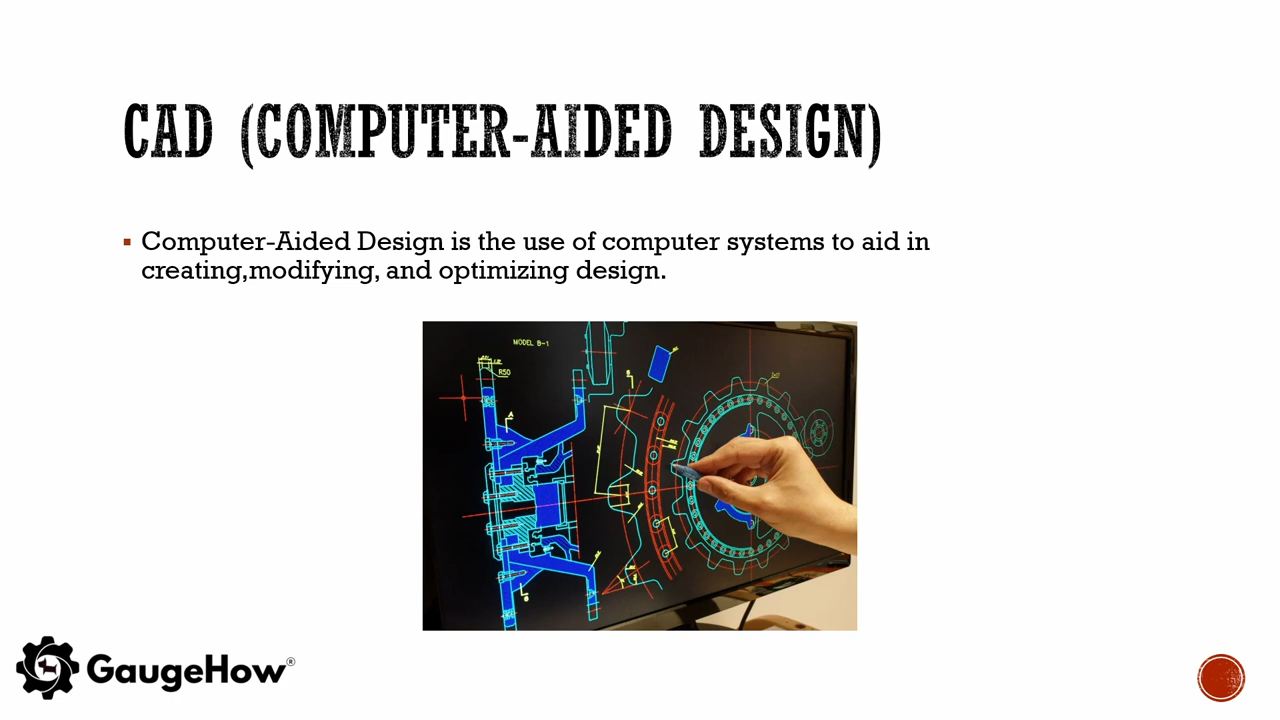 CAD (COMPUTER-AIDED DESIGN)
Computer-Aided Design is the use of computer systems to aid in
creating,modifying, and optimizing design.
MODEL B-1
R50
GaugeHow®